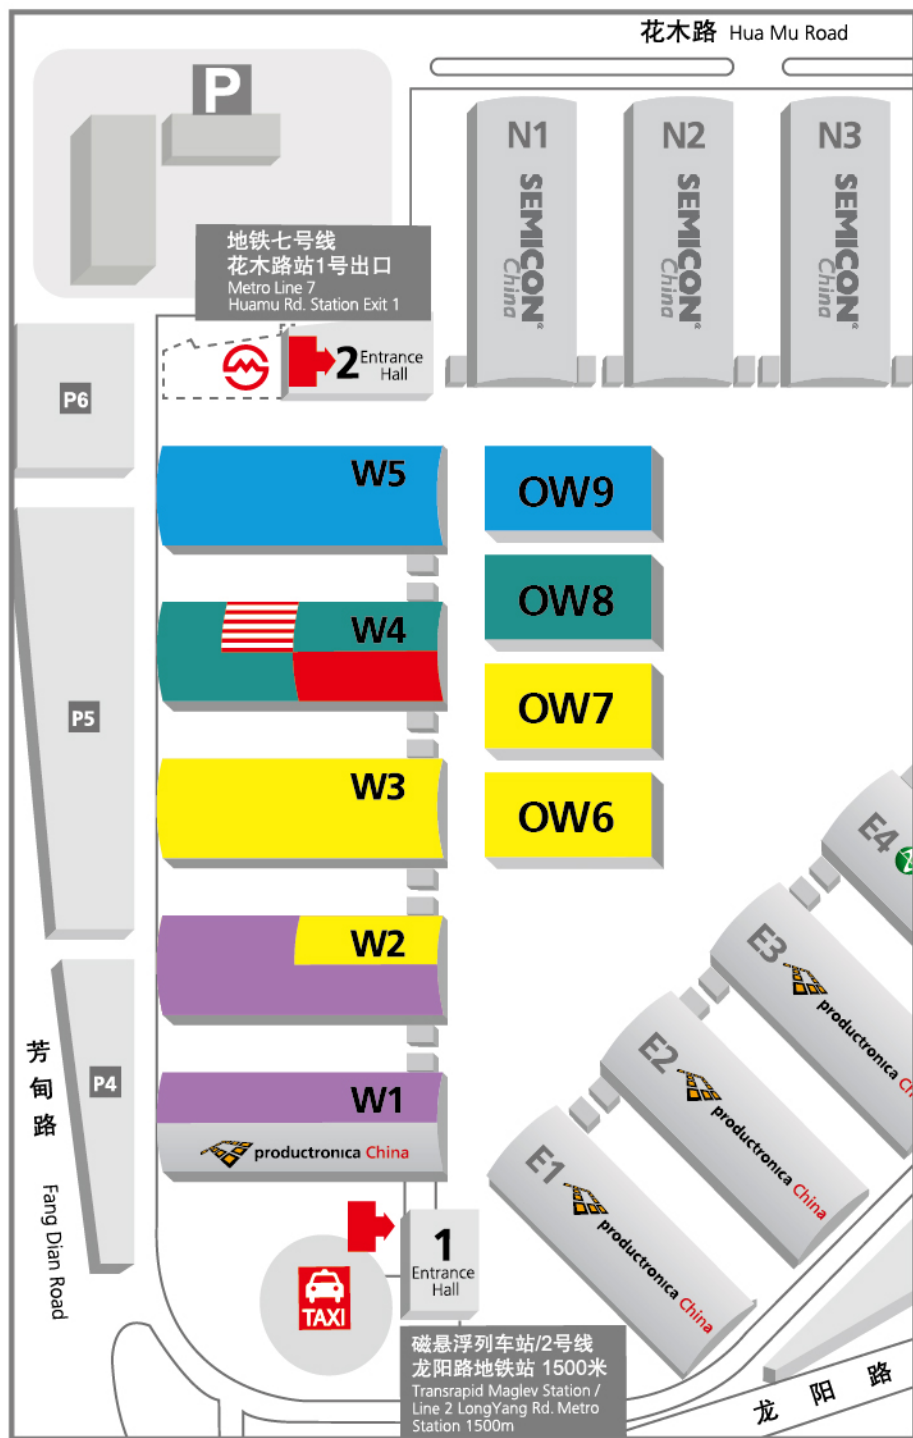 花木路 Hua Mu Road
P
N1
N2
N3
SEMICON
China
SEMICON
China
SEMICON
China
地铁七号线
花木路站1号出口
Metro Line 7
Huamu Rd. Station Exit 1
2 Entrance
Hall
P6
W5
OW9
W4
OW8
P5
OW7
W3
OW6
E4
W2
E3
productronica
芳甸路
Fang Dian Road
P4
E2
productronica China
W1
productronica China
E1
productronica China
1
Entrance
Hall
TAXI
磁悬浮列车站/2号线
龙阳路地铁站 1500米
Transrapid Maglev Station /
Line 2 LongYang Rd. Metro
Station 1500m
龙阳路